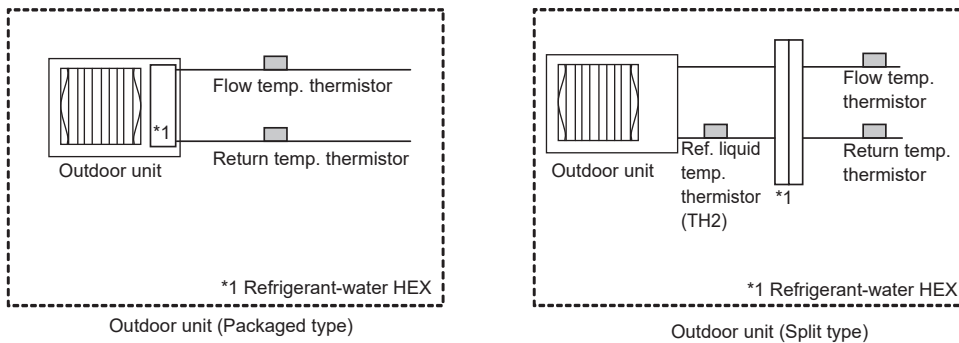 Flow temp. thermistor
*1
Return temp. thermistor
Outdoor unit
*1 Refrigerant-water HEX
Outdoor unit (Packaged type)
Flow temp.
thermistor
Outdoor unit
Ref. liquid
temp.
thermistor
(TH2)
Return temp.
thermistor
*1
*1 Refrigerant-water HEX
Outdoor unit (Split type)